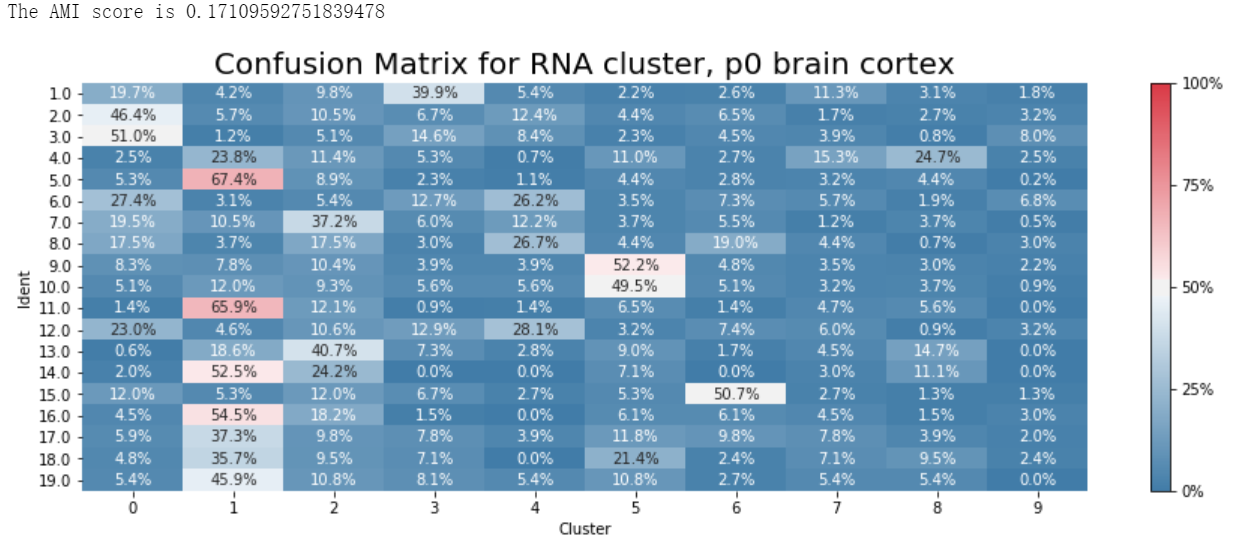 The AMI score is 0.17109592751839478
Confusion Matrix for RNA cluster, p0 brain cortex
1.0 19.7% 4.2% 9.8% 39.9% 5.4% 2.2% 2.6% 11.3% 3.1% 1.8%
2.0 46.4% 5.7% 10.5% 6.7% 12.4% 4.4% 6.5% 1.7% 2.7% 3.2%
3.0 51.0% 1.2% 5.1% 14.6% 8.4% 2.3% 4.5% 3.9% 0.8% 8.0%
4.0 2.5% 23.8% 11.4% 5.3% 0.7% 11.0% 2.7% 15.3% 24.7% 2.5%
5.0 5.3% 67.4% 8.9% 2.3% 1.1% 4.4% 2.8% 3.2% 4.4% 0.2%
6.0 27.4% 3.1% 5.4% 12.7% 26.2% 3.5% 7.3% 5.7% 1.9% 6.8%
7.0 19.5% 10.5% 37.2% 6.0% 12.2% 3.7% 5.5% 1.2% 3.7% 0.5%
8.0 17.5% 3.7% 17.5% 3.0% 26.7% 4.4% 19.0% 4.4% 0.7% 3.0%
9.0 8.3% 7.8% 10.4% 3.9% 3.9% 52.2% 4.8% 3.5% 3.0% 2.2%
10.0 5.1% 12.0% 9.3% 5.6% 5.6% 49.5% 5.1% 3.2% 3.7% 0.9%
11.0 1.4% 65.9% 12.1% 0.9% 1.4% 6.5% 1.4% 4.7% 5.6% 0.0%
12.0 23.0% 4.6% 10.6% 12.9% 28.1% 3.2% 7.4% 6.0% 0.9% 3.2%
13.0 0.6% 18.6% 40.7% 7.3% 2.8% 9.0% 1.7% 4.5% 14.7% 0.0%
14.0 2.0% 52.5% 24.2% 0.0% 0.0% 7.1% 0.0% 3.0% 11.1% 0.0%
15.0 12.0% 5.3% 12.0% 6.7% 2.7% 5.3% 50.7% 2.7% 1.3% 1.3%
16.0 4.5% 54.5% 18.2% 1.5% 0.0% 6.1% 6.1% 4.5% 1.5% 3.0%
17.0 5.9% 37.3% 9.8% 7.8% 3.9% 11.8% 9.8% 7.8% 3.9% 2.0%
18.0 4.8% 35.7% 9.5% 7.1% 0.0% 21.4% 2.4% 7.1% 9.5% 2.4%
19.0 5.4% 45.9% 10.8% 8.1% 5.4% 10.8% 2.7% 5.4% 5.4% 0.0%
Ident
0 1 2 3 4 5 6 7 8 9
Cluster
100%
75%
50%
25%
0%